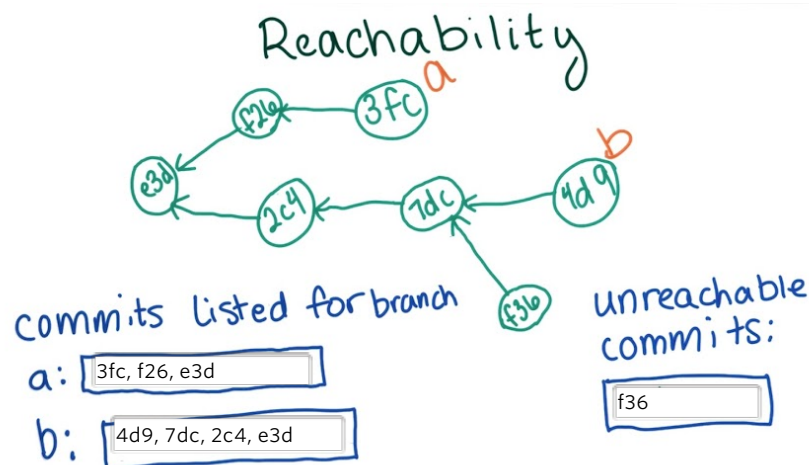 Reachability
a
f26
3fc
b
e3d
2c4
7dc
4d9
f36
commits listed for branch
a: 3fc, f26, e3d
b: 4d9, 7dc, 2c4, e3d
unreachable
commits:
f36